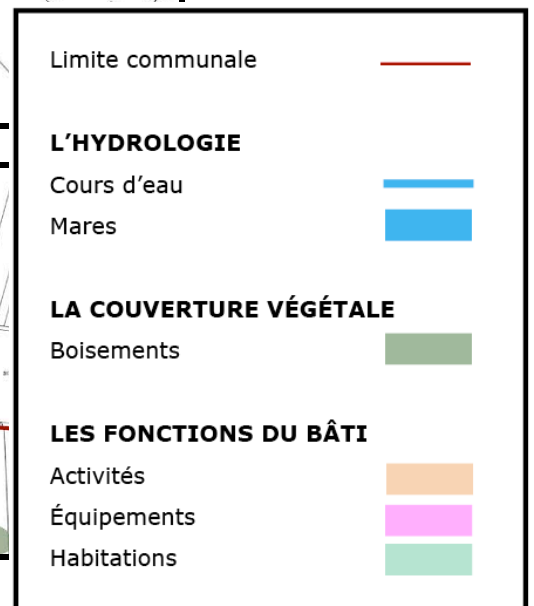 Limite communale
L’HYDROLOGIE
Cours d’eau
Mares
LA COUVERTURE VÉGÉTALE
Boisements
LES FONCTIONS DU BÂTI
Activités
Équipements
Habitations